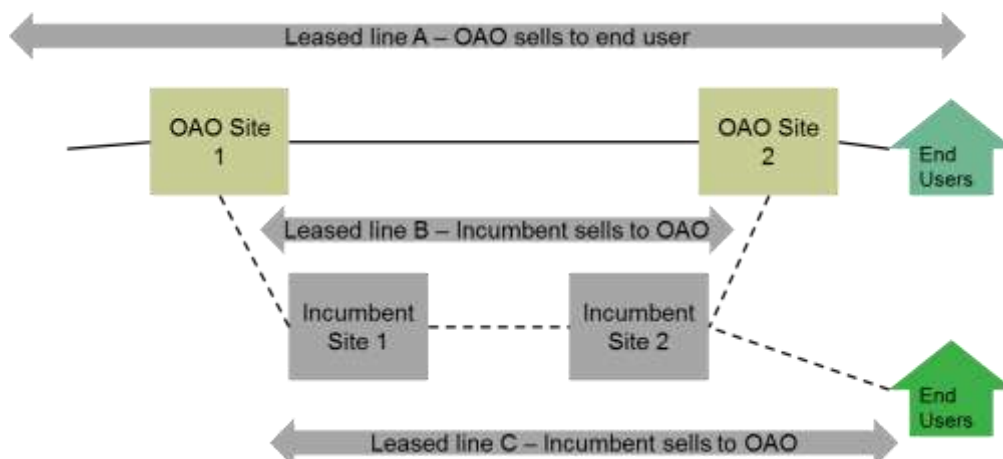 Leased line A – OAO sells to end user
OAO Site
1
OAO Site
2
End
Users
Leased line B – Incumbent sells to OAO
Incumbent
Site 1
Incumbent
Site 2
End
Users
Leased line C – Incumbent sells to OAO